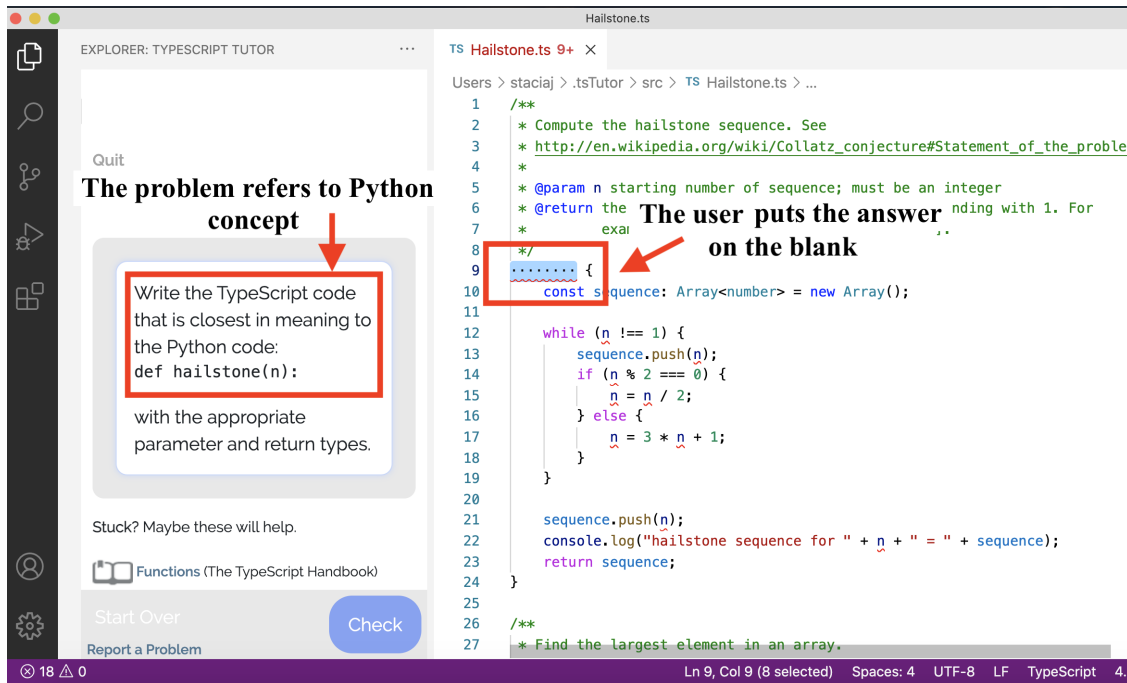 Hailstone.ts
EXPLORER: TYPESCRIPT TUTOR ···
Quit
The problem refers to Python
concept
Write the TypeScript code
that is closest in meaning to
the Python code:
def hailstone(n):
with the appropriate
parameter and return types.
Stuck? Maybe these will help.
Functions (The TypeScript Handbook)
Start Over
Check
Report a Problem
TS Hailstone.ts 9+ ×
Users > staciaj > .tsTutor > src > TS Hailstone.ts > ...
1 /**
2 * Compute the hailstone sequence. See
3 * http://en.wikipedia.org/wiki/Collatz_conjecture#Statement_of_the_proble
4 *
5 * @param n starting number of sequence; must be an integer
6 * @return the nding with 1. For
7 * exam ].
The user puts the answer
on the blank
8 */
9 ········ {
10 const sequence: Array<number> = new Array();
11
12 while (n !== 1) {
13 sequence.push(n);
14 if (n % 2 === 0) {
15 n = n / 2;
16 } else {
17 n = 3 * n + 1;
18 }
19 }
20
21 sequence.push(n);
22 console.log("hailstone sequence for " + n + " = " + sequence);
23 return sequence;
24 }
25
26 /**
27 * Find the largest element in an array.
18 0 Ln 9, Col 9 (8 selected) Spaces: 4 UTF-8 LF TypeScript 4.